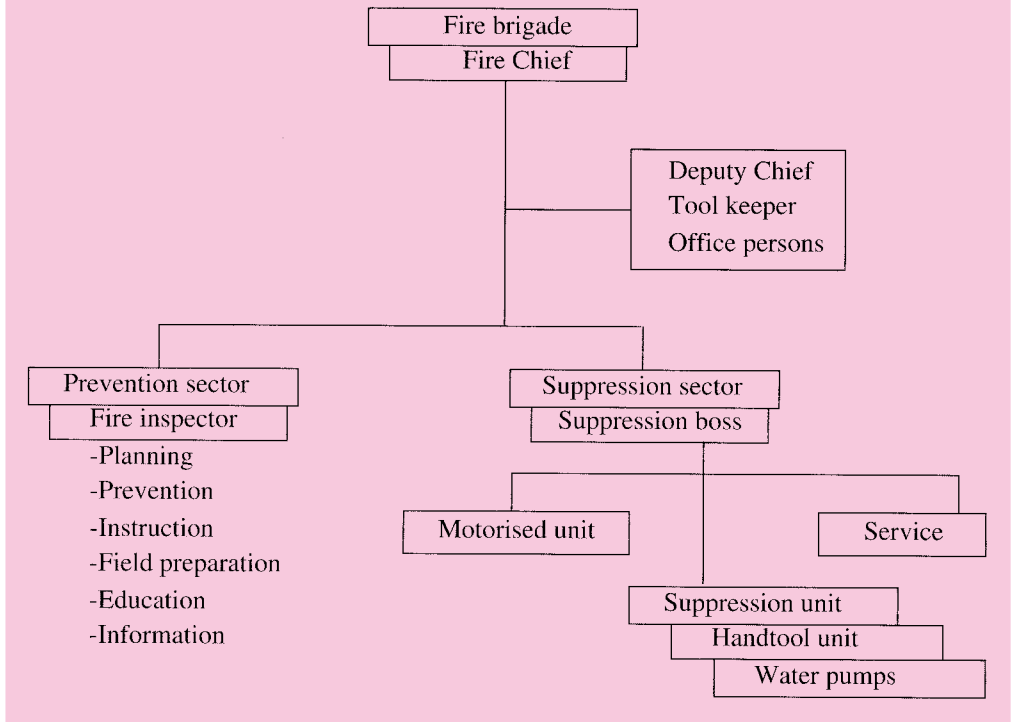 Fire brigade
Fire Chief
Deputy Chief
Tool keeper
Office persons
Prevention sector
Fire inspector
-Planning
-Prevention
-Instruction
-Field preparation
-Education
-Information
Suppression sector
Suppression boss
Motorised unit
Service
Suppression unit
Handtool unit
Water pumps